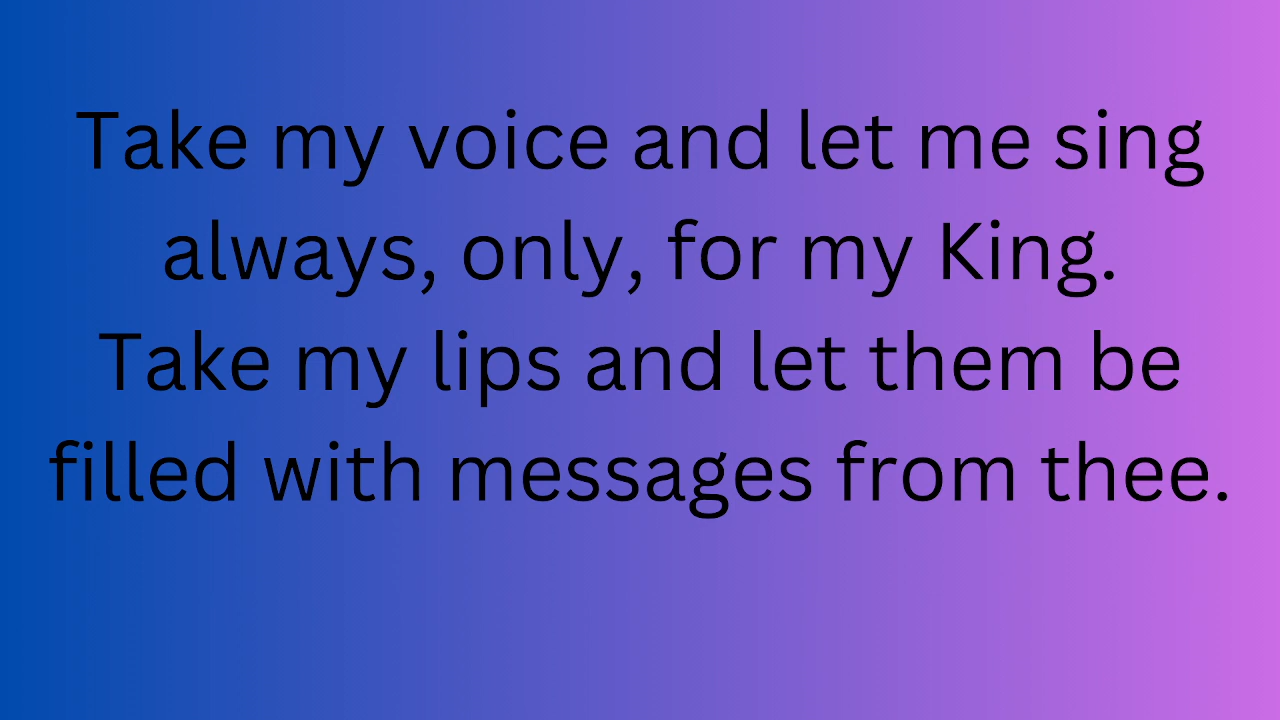 Take my voice and let me sing
always, only, for my King.
Take my lips and let them be
filled with messages from thee.